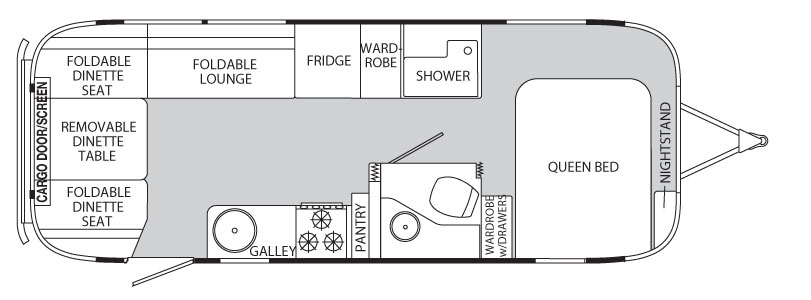 FOLDABLE
DINETTE
SEAT
FOLDABLE
LOUNGE
FRIDGE
WARD-
ROBE
SHOWER
CARGO DOOR/SCREEN
REMOVABLE
DINETTE
TABLE
QUEEN BED
NIGHTSTAND
FOLDABLE
DINETTE
SEAT
GALLEY
PANTRY
WARDROBE
w/DRAWERS